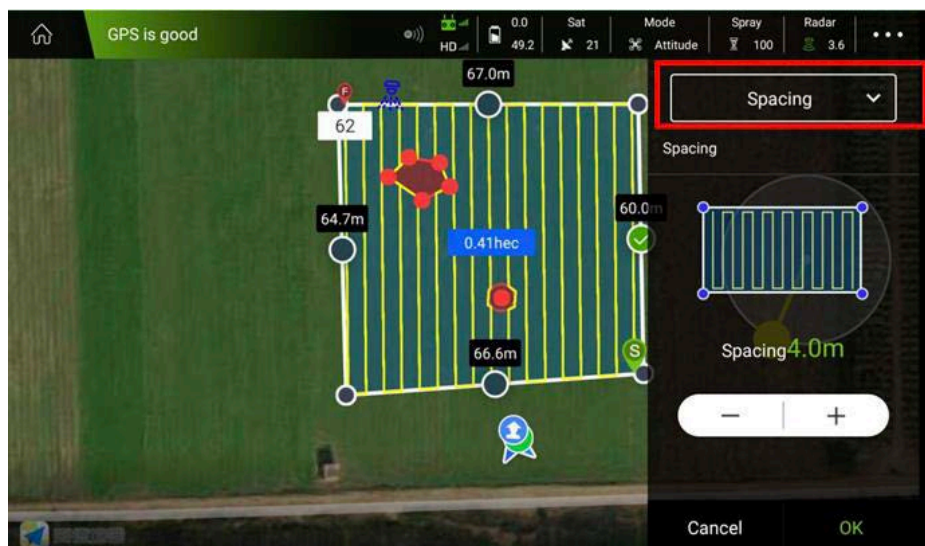 GPS is good
HD
0.0
49.2
Sat
21
Mode
Attitude
Spray
100
Radar
3.6
Spacing
Spacing
F
62
67.0m
64.7m
60.0m
0.41hec
66.6m
S
Spacing4.0m
Cancel
OK